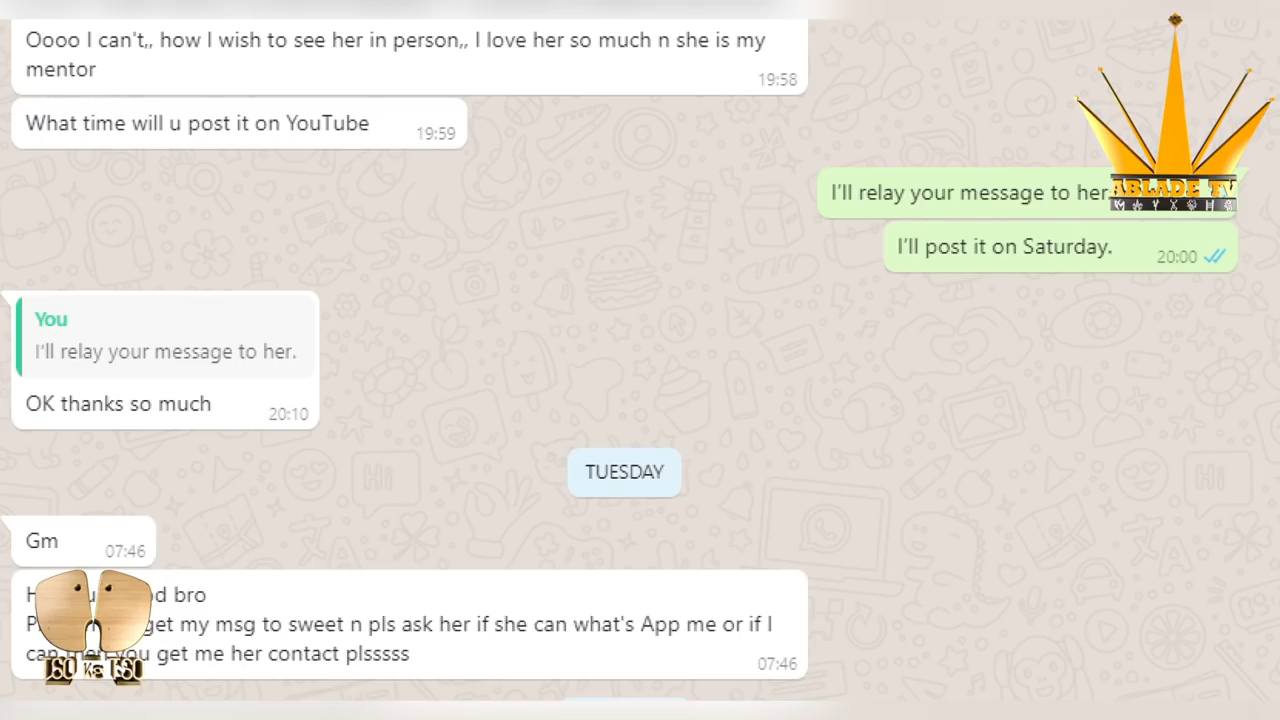 Oooo I can't,, how I wish to see her in person,, I love her so much n she is my
mentor
19:58
What time will u post it on YouTube
19:59
I'll relay your message to her
ABLADE TV
I'll post it on Saturday.
20:00
You
I'll relay your message to her.
OK thanks so much
20:10
TUESDAY
Gm
07:46
bro
get my msg to sweet n pls ask her if she can what's App me or if I
can you get me her contact plsssss
07:46